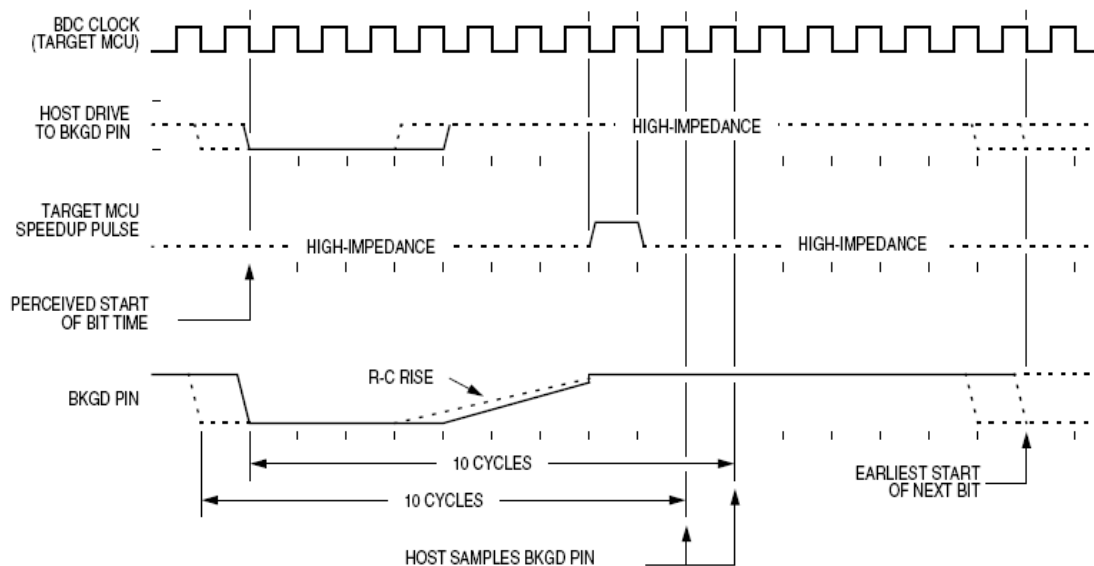 BDC CLOCK
(TARGET MCU)
HOST DRIVE
TO BKGD PIN
HIGH-IMPEDANCE
TARGET MCU
SPEEDUP PULSE
HIGH-IMPEDANCE
HIGH-IMPEDANCE
PERCEIVED START
OF BIT TIME
R-C RISE
BKGD PIN
10 CYCLES
10 CYCLES
EARLIEST START
OF NEXT BIT
HOST SAMPLES BKGD PIN